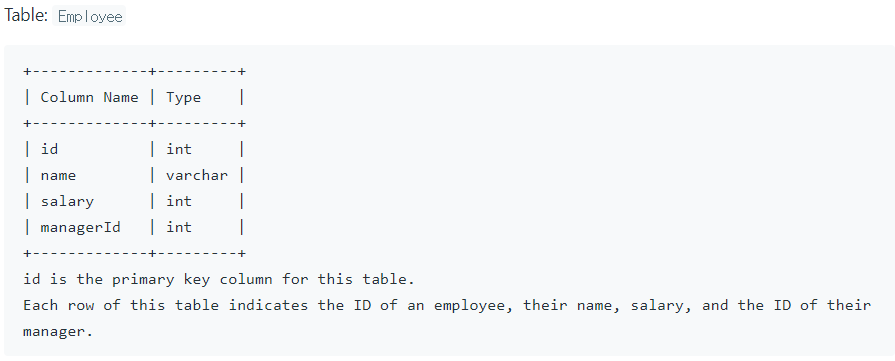 Table: Employee
+-------------+---------+
| Column Name | Type    |
+-------------+---------+
| id          | int     |
| name        | varchar |
| salary      | int     |
| managerId   | int     |
+-------------+---------+
id is the primary key column for this table.
Each row of this table indicates the ID of an employee, their name, salary, and the ID of their
manager.